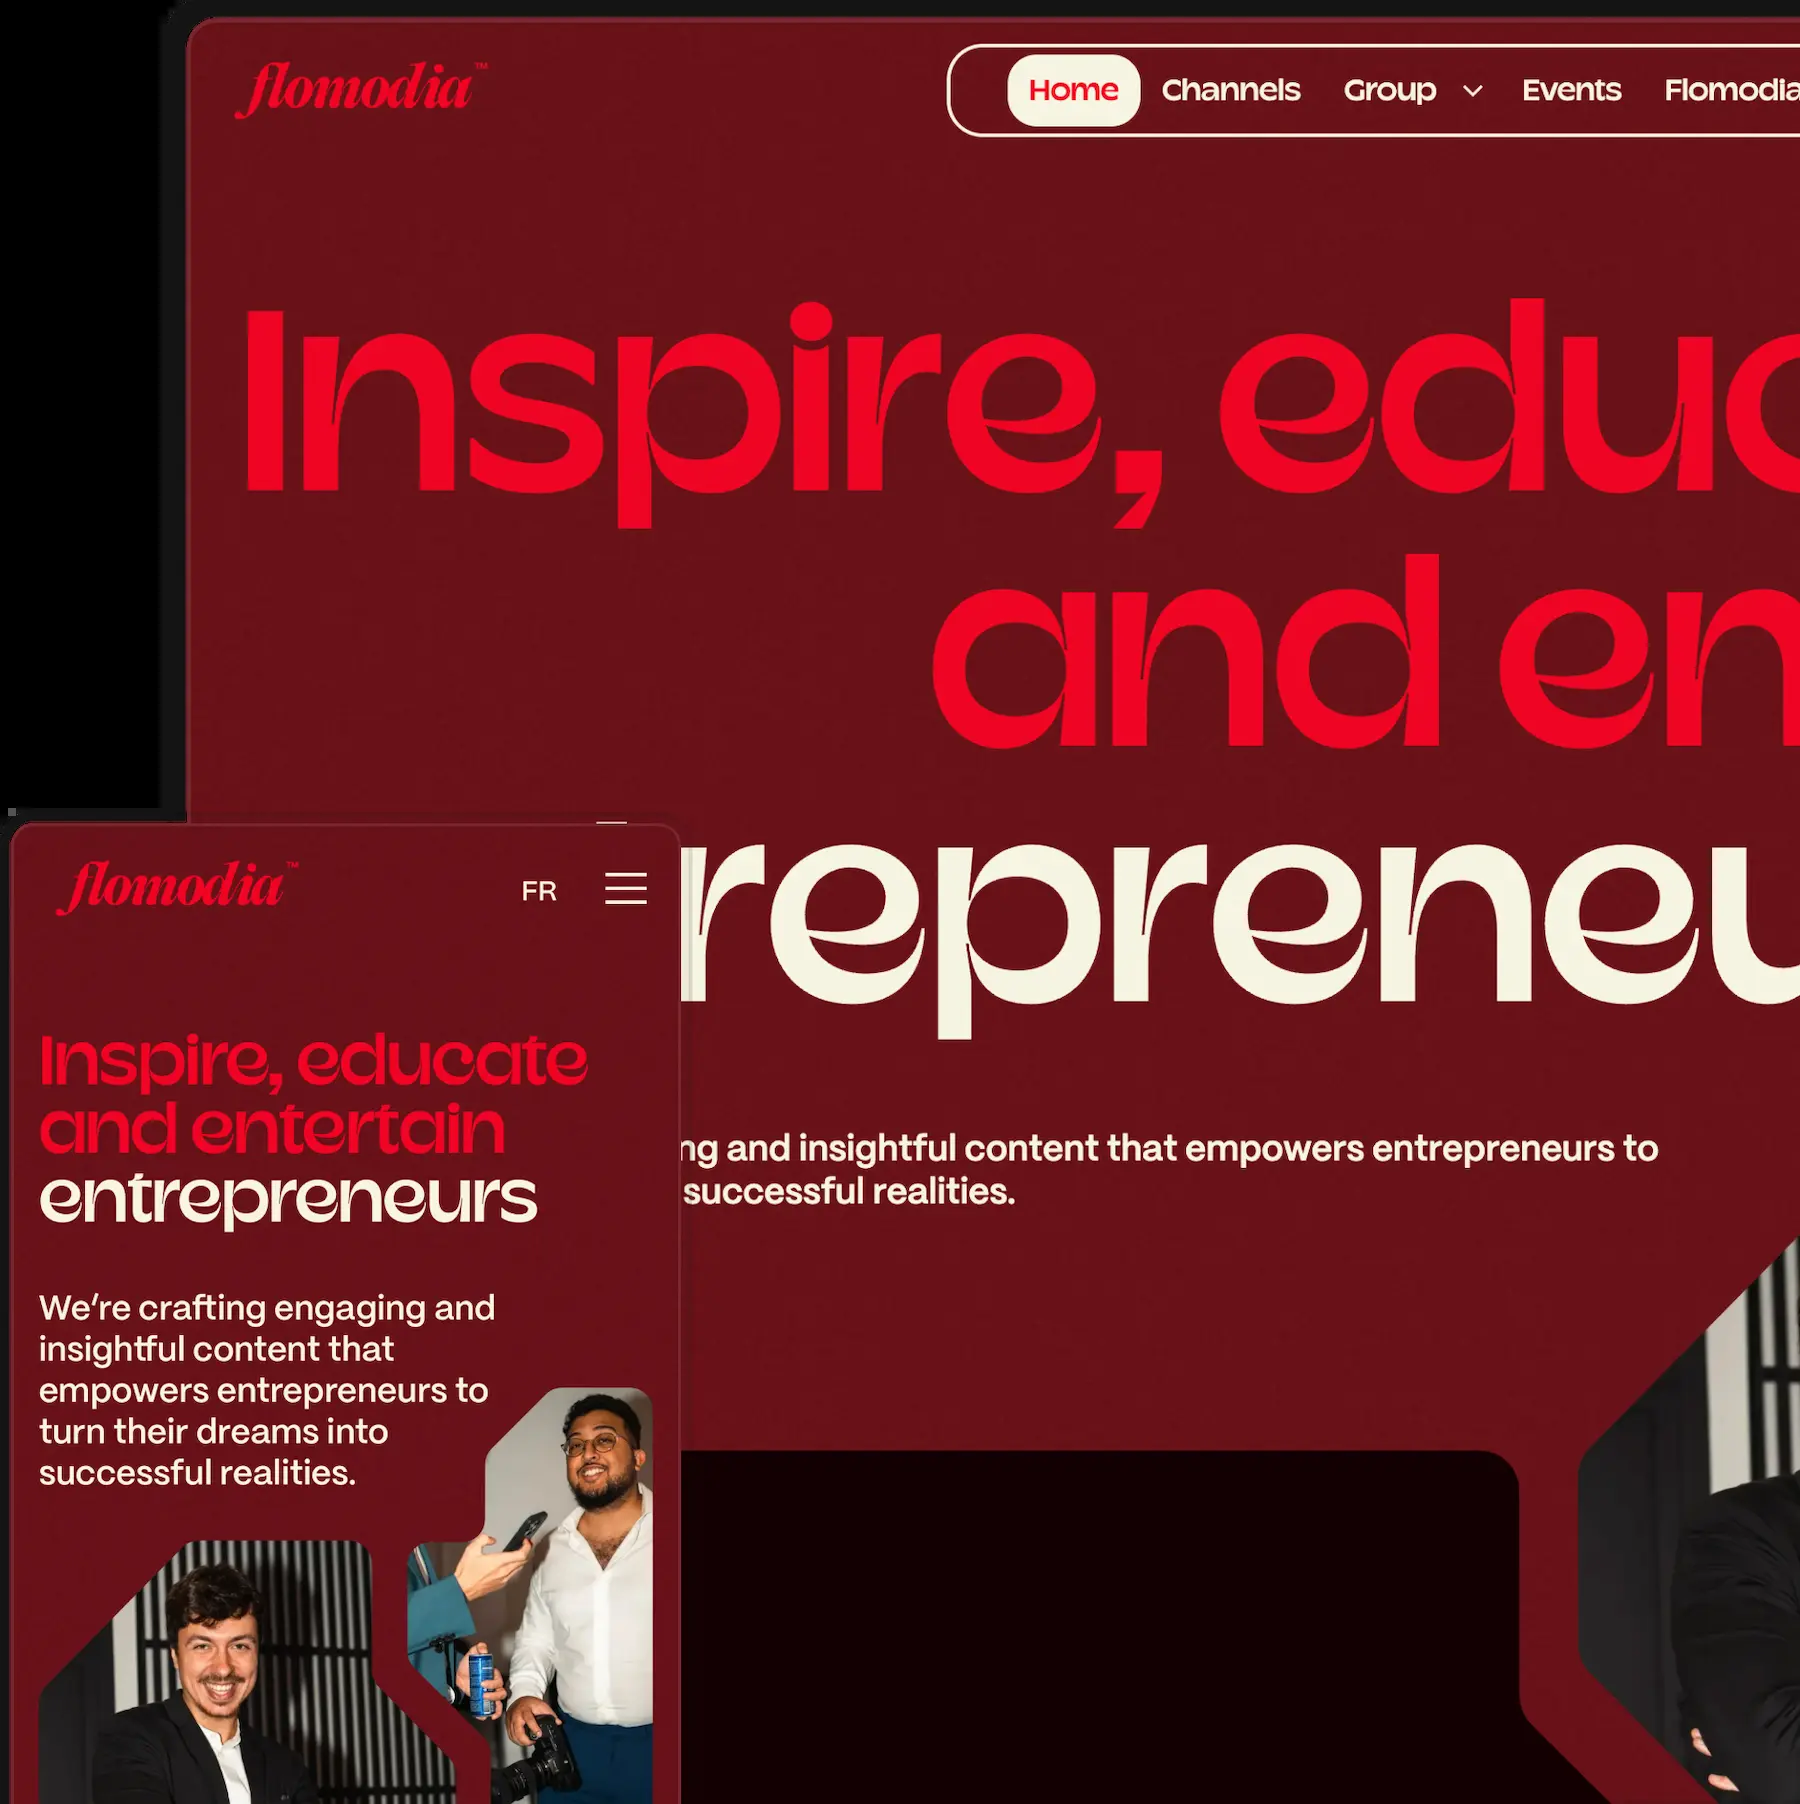 flomodia™
Home Channels Group Events Flomodia
Inspire, educ
and en
repreneu
ng and insightful content that empowers entrepreneurs to
successful realities.
flomodia™
FR
Inspire, educate
and entertain
entrepreneurs
We're crafting engaging and
insightful content that
empowers entrepreneurs to
turn their dreams into
successful realities.